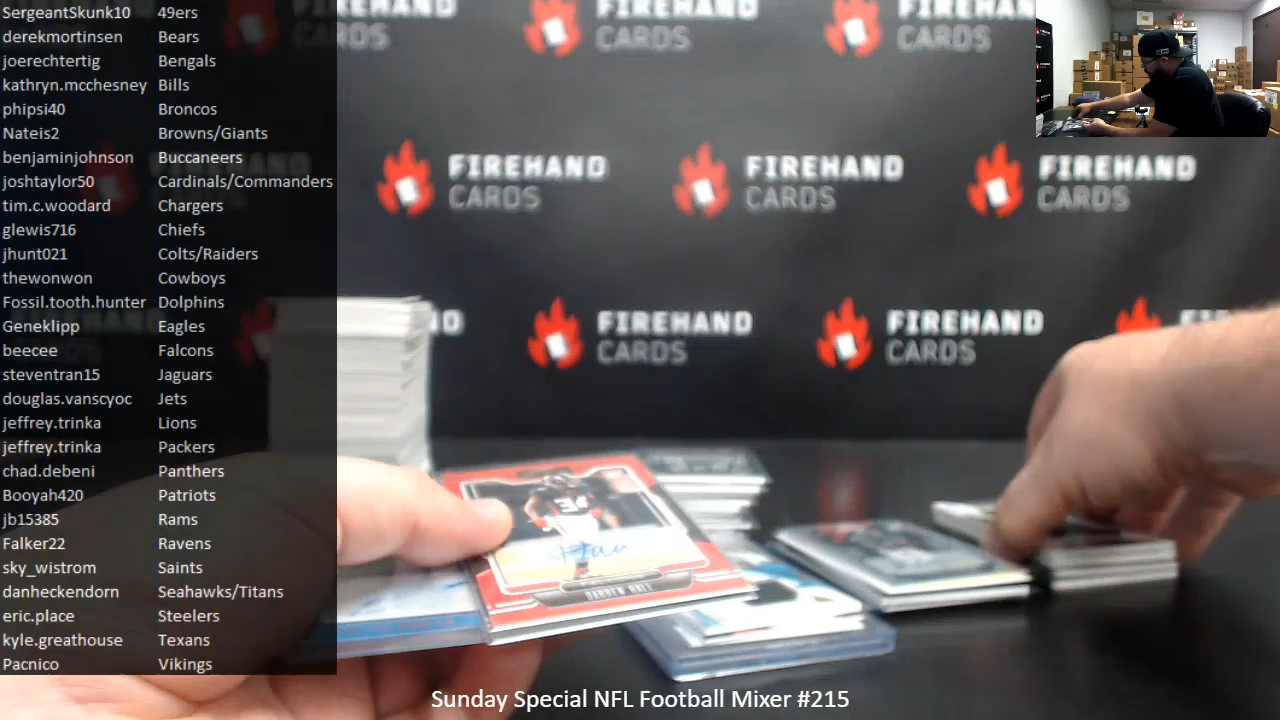 SergeantSkunk10 49ers
derekmortinsen Bears
joerechtertig Bengals
kathryn.mcchesney Bills
phipsi40 Broncos
Nateis2 Browns/Giants
benjaminjohnson Buccaneers
joshtaylor50 Cardinals/Commanders
tim.c.woodard Chargers
glewis716 Chiefs
jhunt021 Colts/Raiders
thewonwon Cowboys
Fossil.tooth.hunter Dolphins
Geneklipp Eagles
beecee Falcons
steventran15 Jaguars
douglas.vanscyoc Jets
jeffrey.trinka Lions
jeffrey.trinka Packers
chad.debeni Panthers
Booyah420 Patriots
jb15385 Rams
Falker22 Ravens
sky_wistrom Saints
danheckendorn Seahawks/Titans
eric.place Steelers
kyle.greathouse Texans
Pacnico Vikings
FIREHAND CARDS
FIREHAND CARDS
FIREHAND CARDS
FIREHAND CARDS
FIREHAND CARDS
FIREHAND CARDS
FIREHAND CARDS
34
DARREN HALL
Sunday Special NFL Football Mixer #215